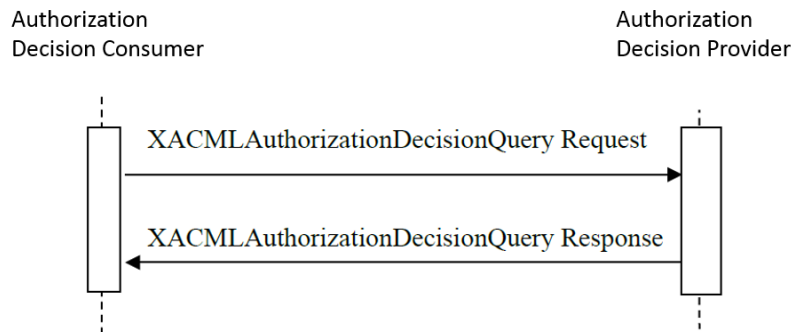 Authorization
Decision Consumer
Authorization
Decision Provider
XACMLAuthorizationDecisionQuery Request
XACMLAuthorizationDecisionQuery Response